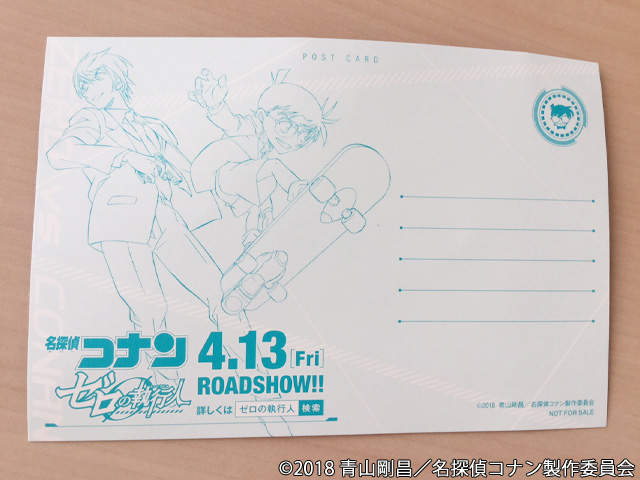 POST CARD
名探偵コナン
ゼロの執行人
4.13[Fri]
ROADSHOW!!
詳しくは ゼロの執行人 検索
©2018 青山剛昌/名探偵コナン製作委員会
NOT FOR SALE
©2018 青山剛昌/名探偵コナン製作委員会